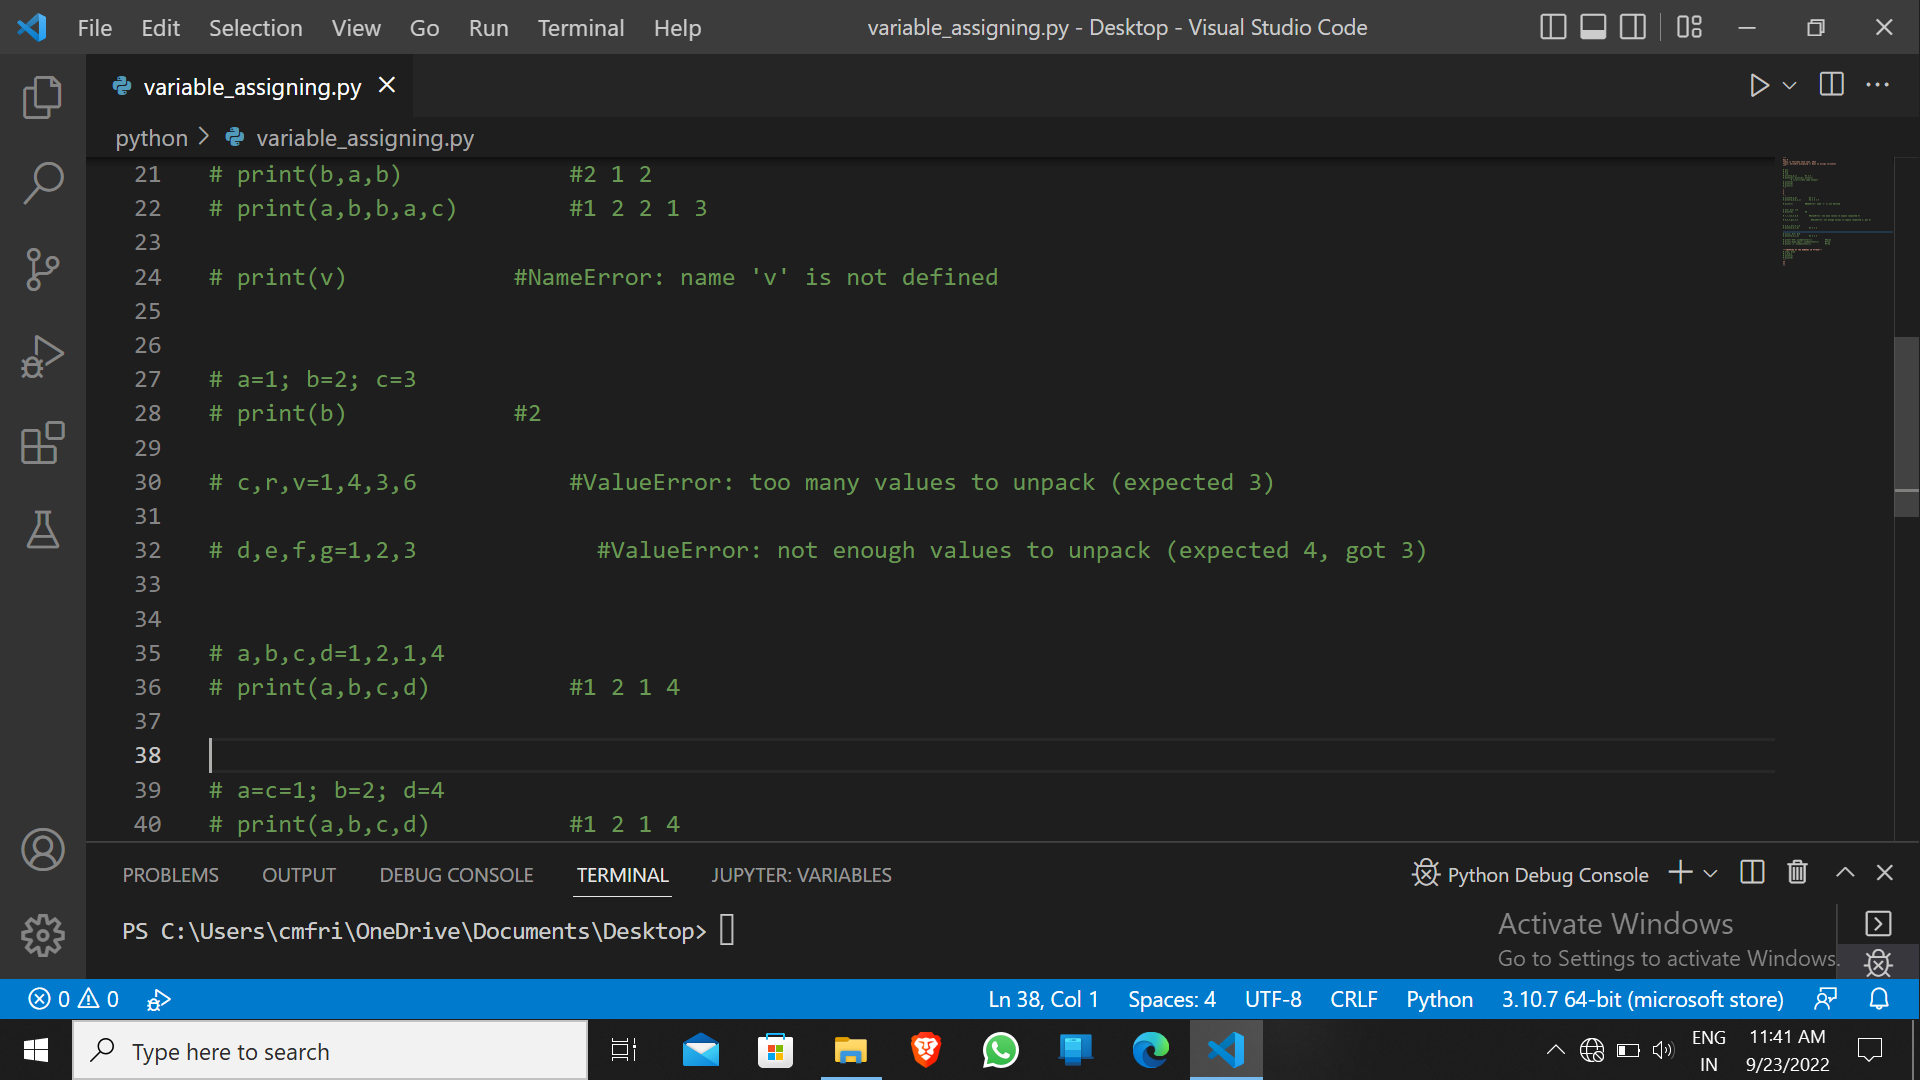 File Edit Selection View Go Run Terminal Help variable_assigning.py - Desktop - Visual Studio Code
variable_assigning.py
python > variable_assigning.py
21 # print(b,a,b) #2 1 2
22 # print(a,b,b,a,c) #1 2 2 1 3
23
24 # print(v) #NameError: name 'v' is not defined
25
26
27 # a=1; b=2; c=3
28 # print(b) #2
29
30 # c,r,v=1,4,3,6 #ValueError: too many values to unpack (expected 3)
31
32 # d,e,f,g=1,2,3 #ValueError: not enough values to unpack (expected 4, got 3)
33
34
35 # a,b,c,d=1,2,1,4
36 # print(a,b,c,d) #1 2 1 4
37
38
39 # a=c=1; b=2; d=4
40 # print(a,b,c,d) #1 2 1 4
PROBLEMS OUTPUT DEBUG CONSOLE TERMINAL JUPYTER: VARIABLES Python Debug Console
PS C:\Users\cmfri\OneDrive\Documents\Desktop>
Activate Windows
Go to Settings to activate Windows.
0 0 Ln 38, Col 1 Spaces: 4 UTF-8 CRLF Python 3.10.7 64-bit (microsoft store)
Type here to search
ENG 11:41 AM
IN 9/23/2022